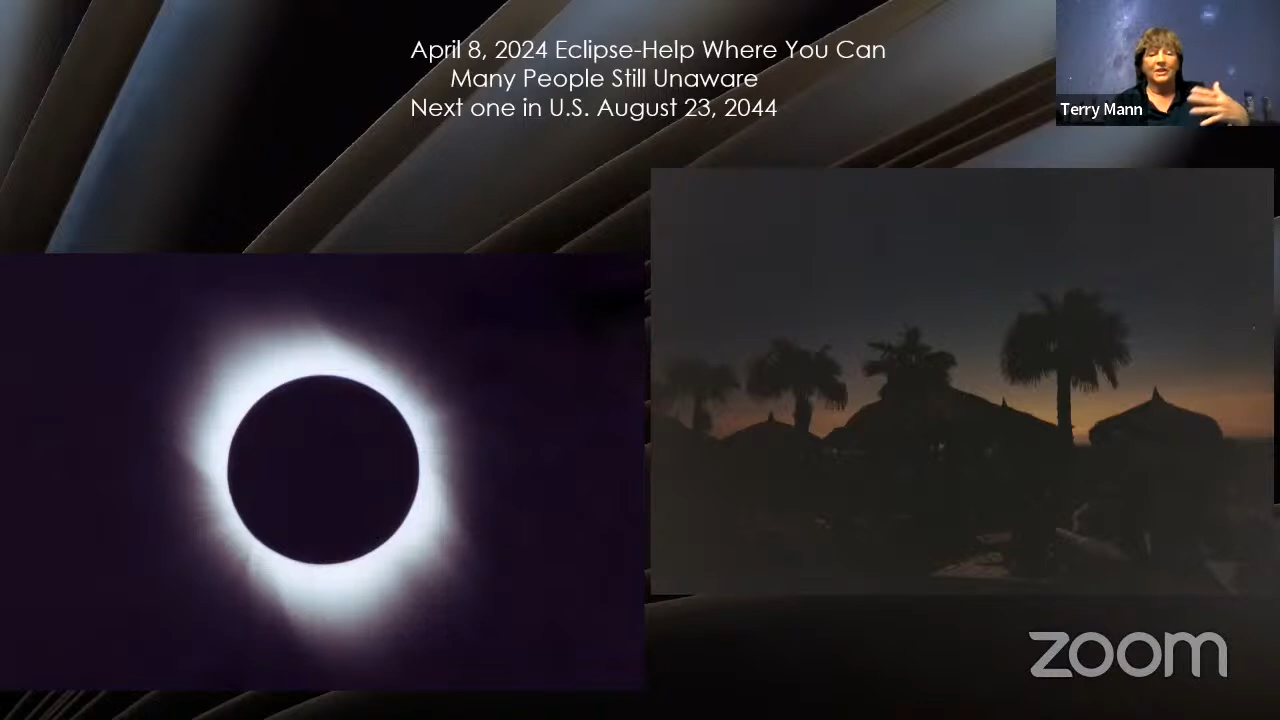 April 8, 2024 Eclipse-Help Where You Can
Many People Still Unaware
Next one in U.S. August 23, 2044
Terry Mann
zoom